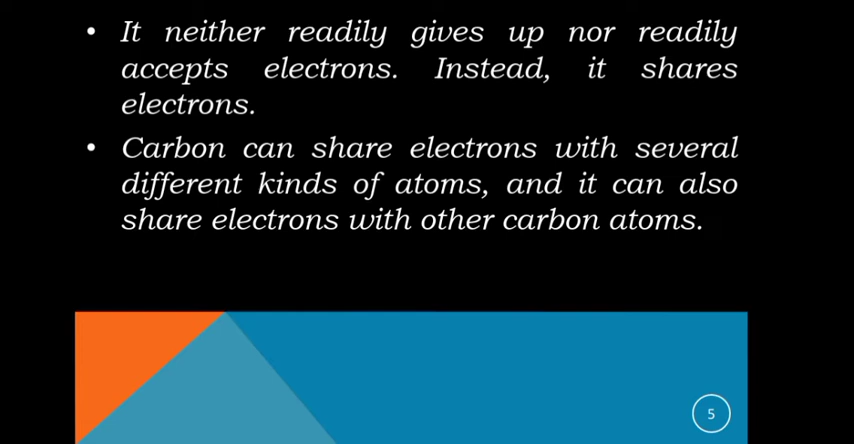 • It neither readily gives up nor readily
accepts electrons. Instead, it shares
electrons.
• Carbon can share electrons with several
different kinds of atoms, and it can also
share electrons with other carbon atoms.
5